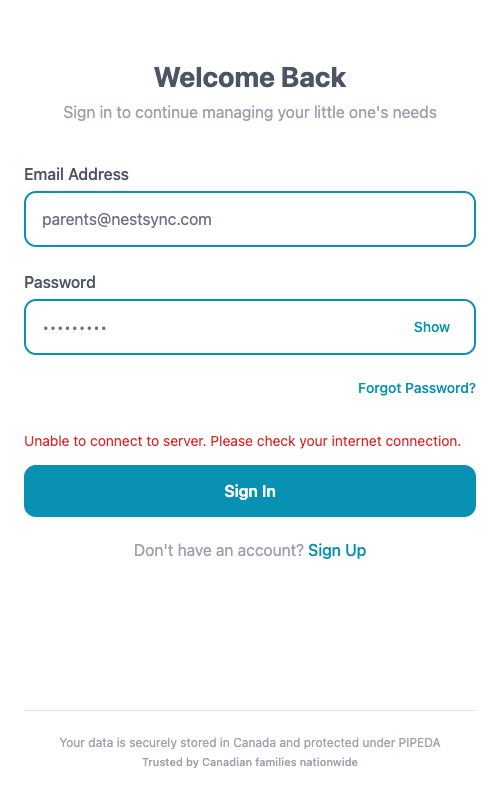 Welcome Back
Sign in to continue managing your little one's needs
Email Address
parents@nestsync.com
Password
•••••••••
Show
Forgot Password?
Unable to connect to server. Please check your internet connection.
Sign In
Don't have an account? Sign Up
Your data is securely stored in Canada and protected under PIPEDA
Trusted by Canadian families nationwide